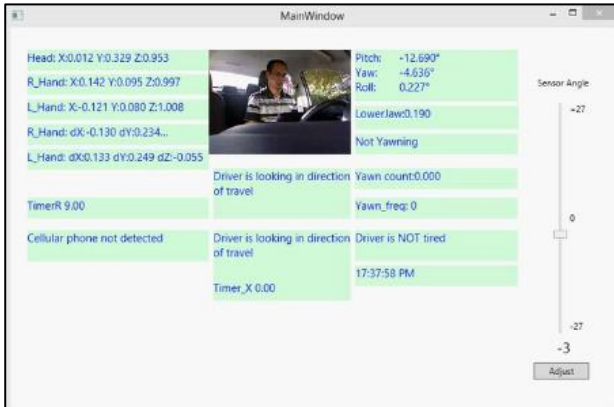 MainWindow
Head: X:0.012 Y:0.329 Z:0.953
R_Hand: X:0.142 Y:0.095 Z:0.997
L_Hand: X:-0.121 Y:0.080 Z:1.008
R_Hand: dX:-0.130 dY:0.234...
L_Hand: dX:0.133 dY:0.249 dZ:-0.055
TimerR 9.00
Cellular phone not detected
Driver is looking in direction
of travel
Driver is looking in direction
of travel
Timer_X 0.00
Pitch: -12.690°
Yaw: -4.636°
Roll: 0.227°
LowerJaw:0.190
Not Yawning
Yawn count:0.000
Yawn_freq: 0
Driver is NOT tired
17:37:58 PM
Sensor Angle
+27
0
-27
-3
Adjust